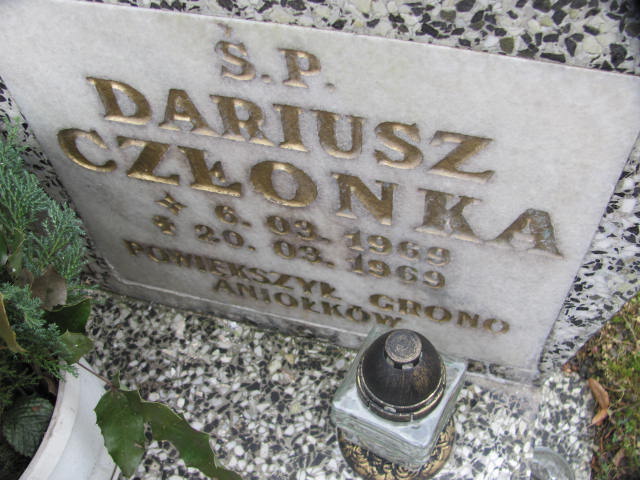 Ś.P.
DARIUSZ
CZŁONKA
* 6.03.1969
✝ 20.03.1969
POWIĘKSZYŁ GRONO
ANIOŁKÓW